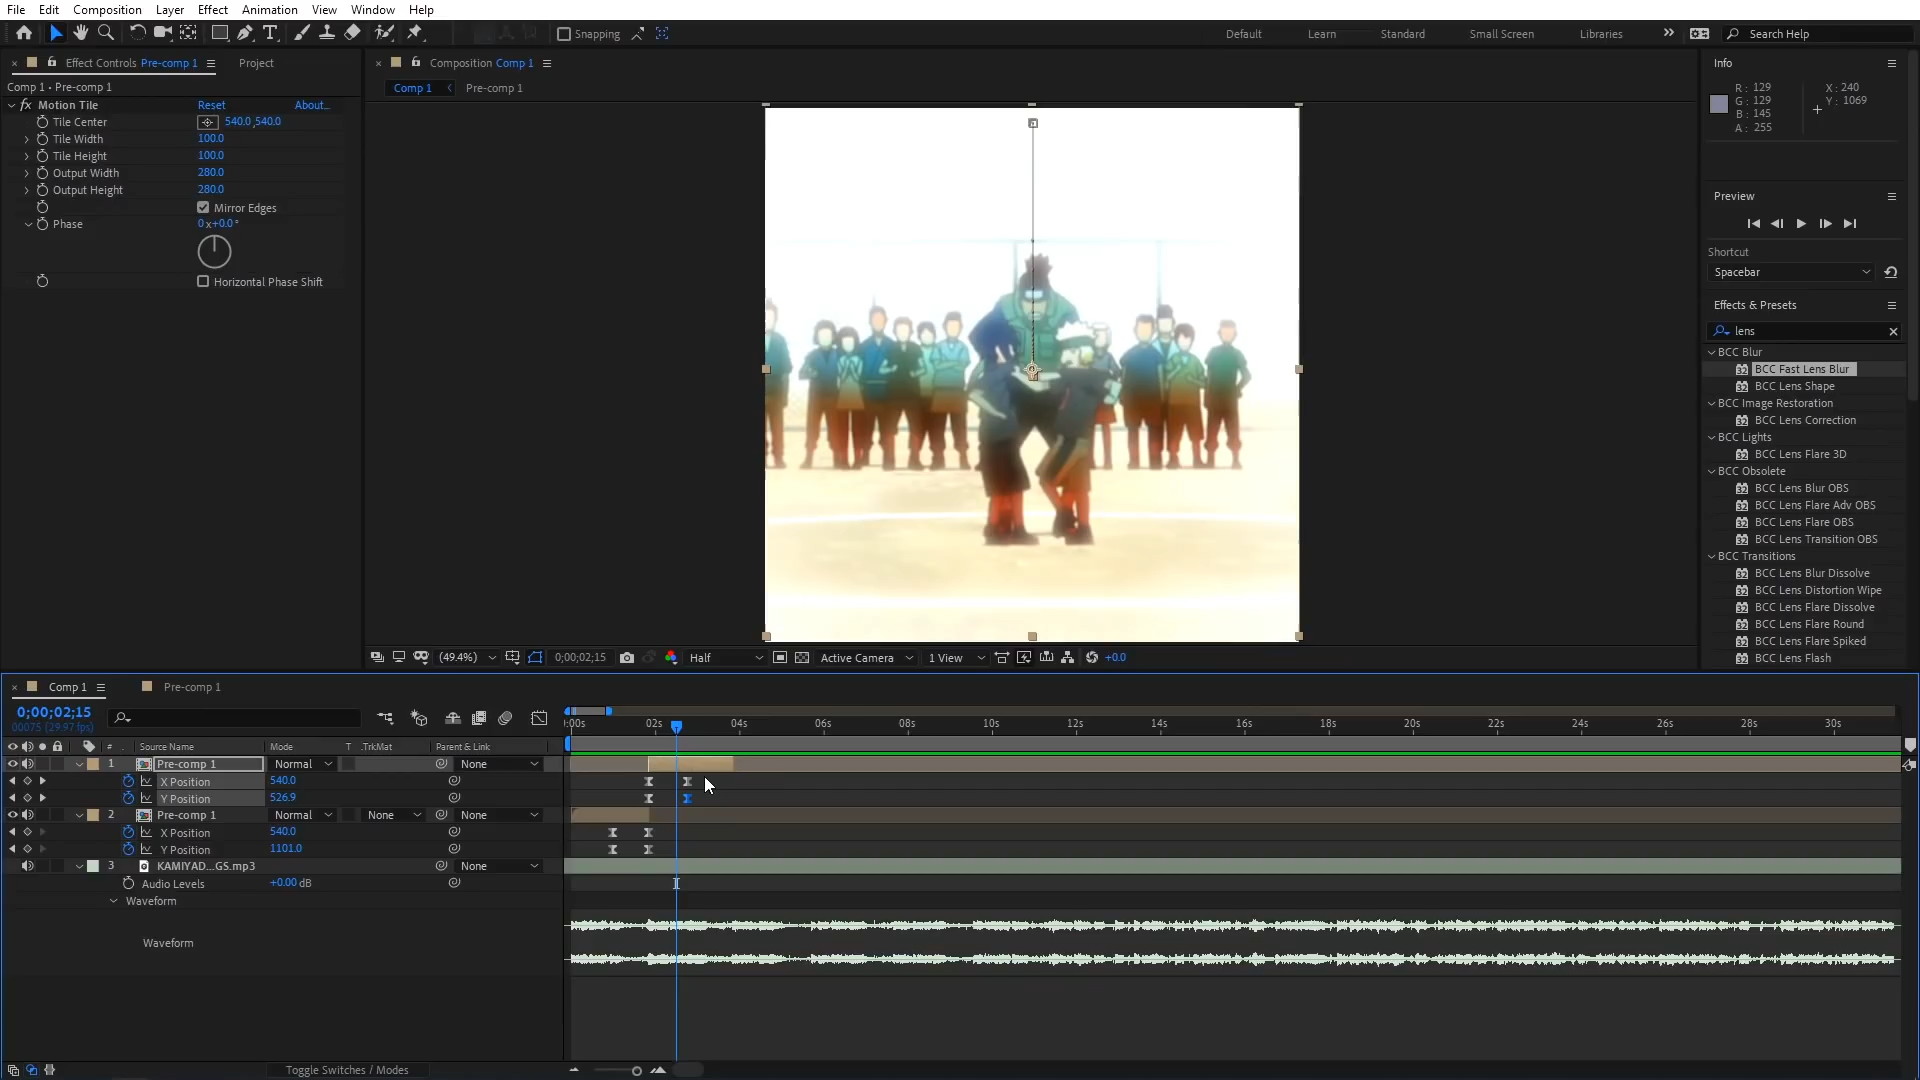 File Edit Composition Layer Effect Animation View Window Help
Snapping
Default Learn Standard Small Screen Libraries
Search Help
Effect Controls Pre-comp 1
Project
Comp 1 • Pre-comp 1
fx Motion Tile Reset About...
Tile Center 540.0,540.0
Tile Width 100.0
Tile Height 100.0
Output Width 280.0
Output Height 280.0
Mirror Edges
Phase 0x+0.0°
Horizontal Phase Shift
Composition Comp 1
Comp 1 Pre-comp 1
(49.4%) 0;00;02;15 Half Active Camera 1 View +0.0
Info
R: 129 X: 240
G: 129 Y: 1069
B: 145
A: 255
Preview
Shortcut
Spacebar
Effects & Presets
lens
BCC Blur
BCC Fast Lens Blur
BCC Lens Shape
BCC Image Restoration
BCC Lens Correction
BCC Lights
BCC Lens Flare 3D
BCC Obsolete
BCC Lens Blur OBS
BCC Lens Flare Adv OBS
BCC Lens Flare OBS
BCC Lens Transition OBS
BCC Transitions
BCC Lens Blur Dissolve
BCC Lens Distortion Wipe
BCC Lens Flare Dissolve
BCC Lens Flare Round
BCC Lens Flare Spiked
BCC Lens Flash
Comp 1 Pre-comp 1
0;00;02;15
00075 (29.97 fps)
:00s 02s 04s 06s 08s 10s 12s 14s 16s 18s 20s 22s 24s 26s 28s 30s
# Source Name Mode T .TrkMat Parent & Link
1 Pre-comp 1 Normal None
X Position 540.0
Y Position 526.9
2 Pre-comp 1 Normal None None
X Position 540.0
Y Position 1101.0
3 KAMIYAD...GS.mp3 None
Audio Levels +0.00 dB
Waveform
Waveform
Toggle Switches / Modes